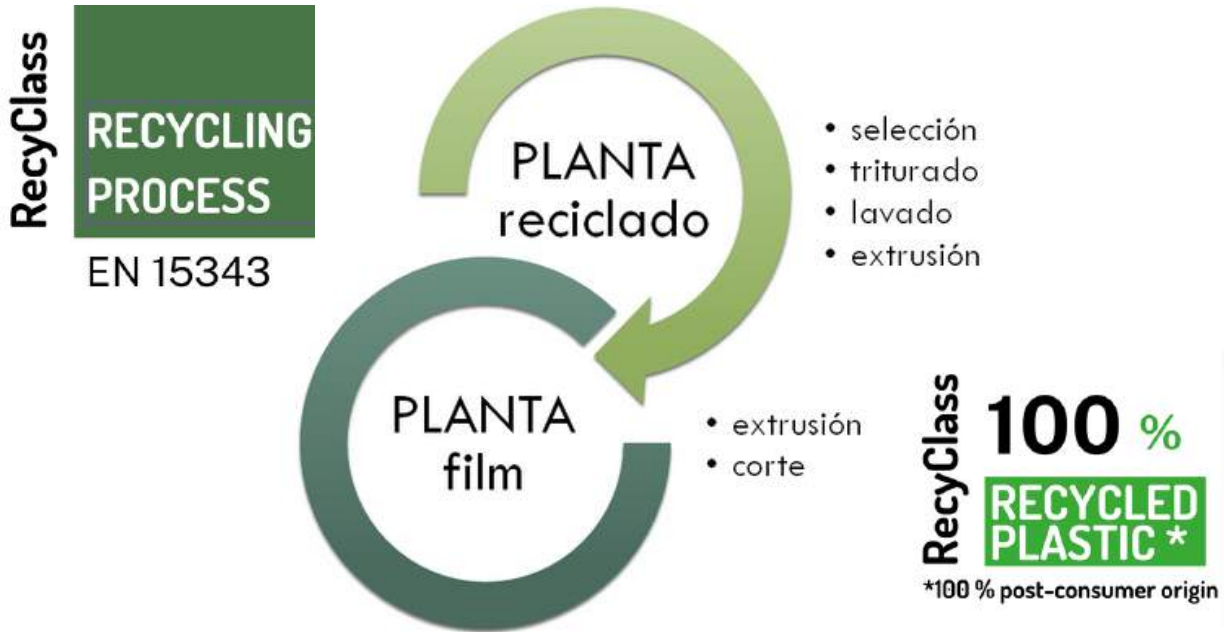 RecyClass
RECYCLING
PROCESS
EN 15343
PLANTA
reciclado
• selección
• triturado
• lavado
• extrusión
PLANTA
film
• extrusión
• corte
RecyClass
100 %
RECYCLED
PLASTIC *
*100 % post-consumer origin